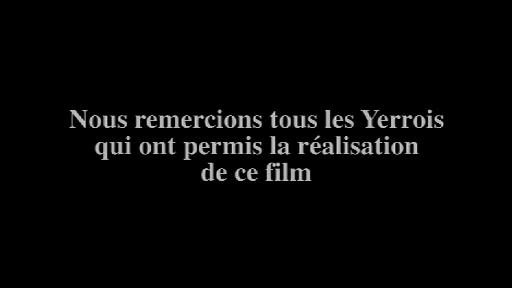 Nous remercions tous les Yerrois
qui ont permis la réalisation
de ce film